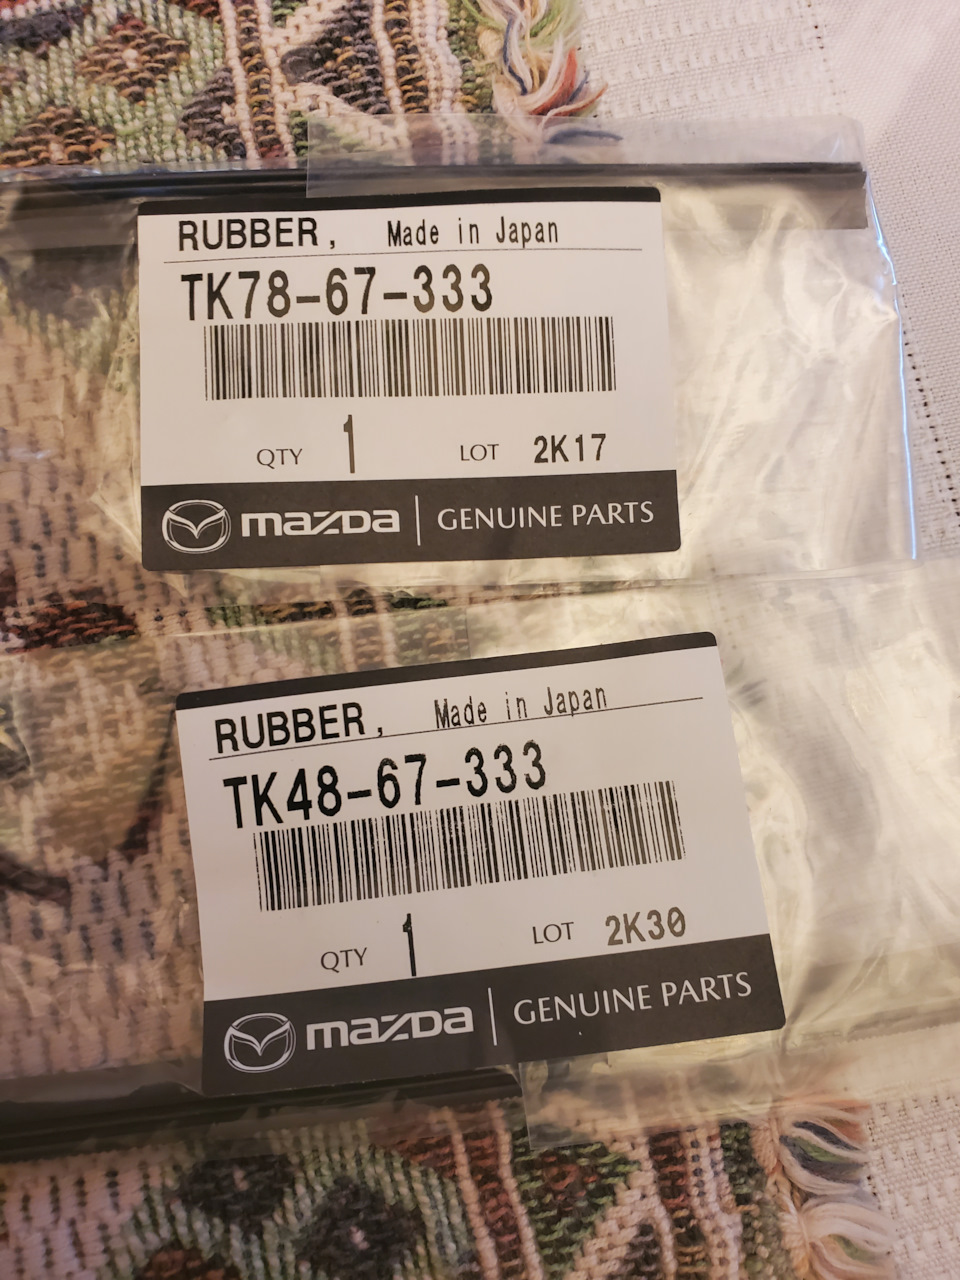 RUBBER, Made in Japan
TK78-67-333
QTY 1 LOT 2K17
mazda | GENUINE PARTS
RUBBER, Made in Japan
TK48-67-333
QTY 1 LOT 2K30
mazda | GENUINE PARTS